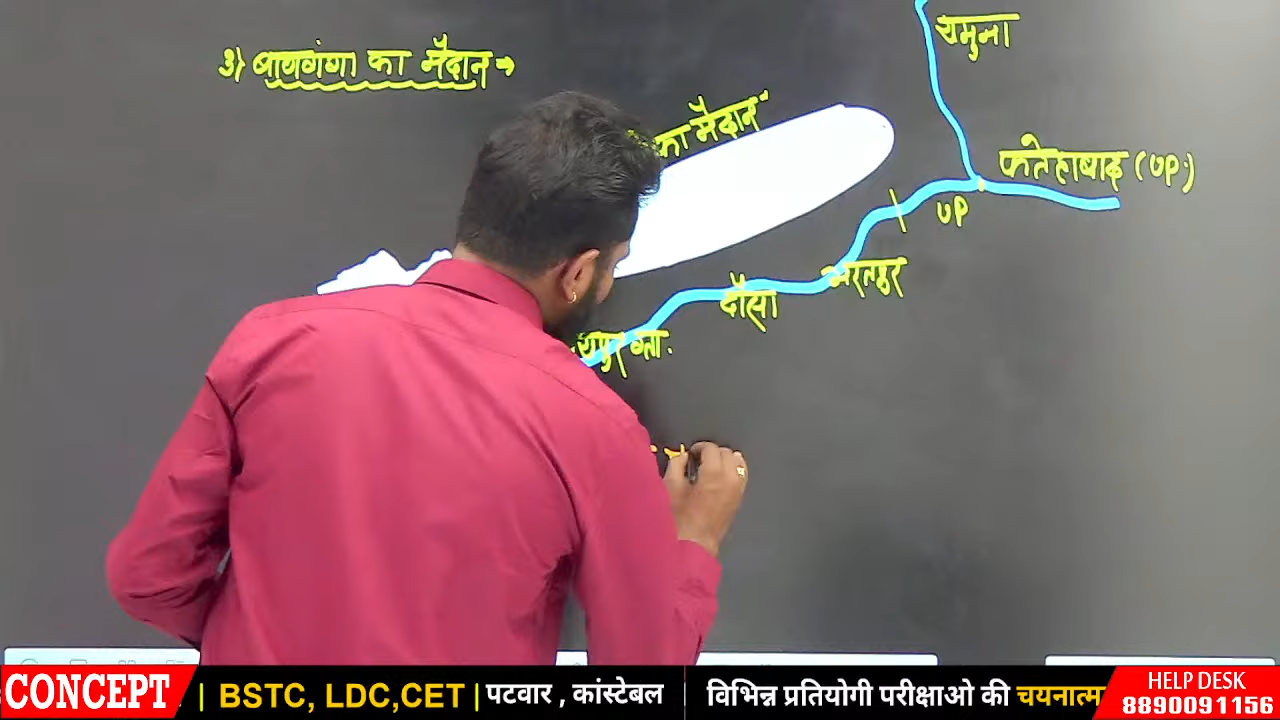 यमुना
3) बाणगंगा का मैदान →
का मैदान"
फतेहाबाद (UP.)
UP
भरतपुर
दौसा
यपुर ग्रा.
CONCEPT
| BSTC, LDC,CET | पटवार , कांस्टेबल
विभिन्न प्रतियोगी परीक्षाओ की चयनात्म
HELP DESK
8890091156